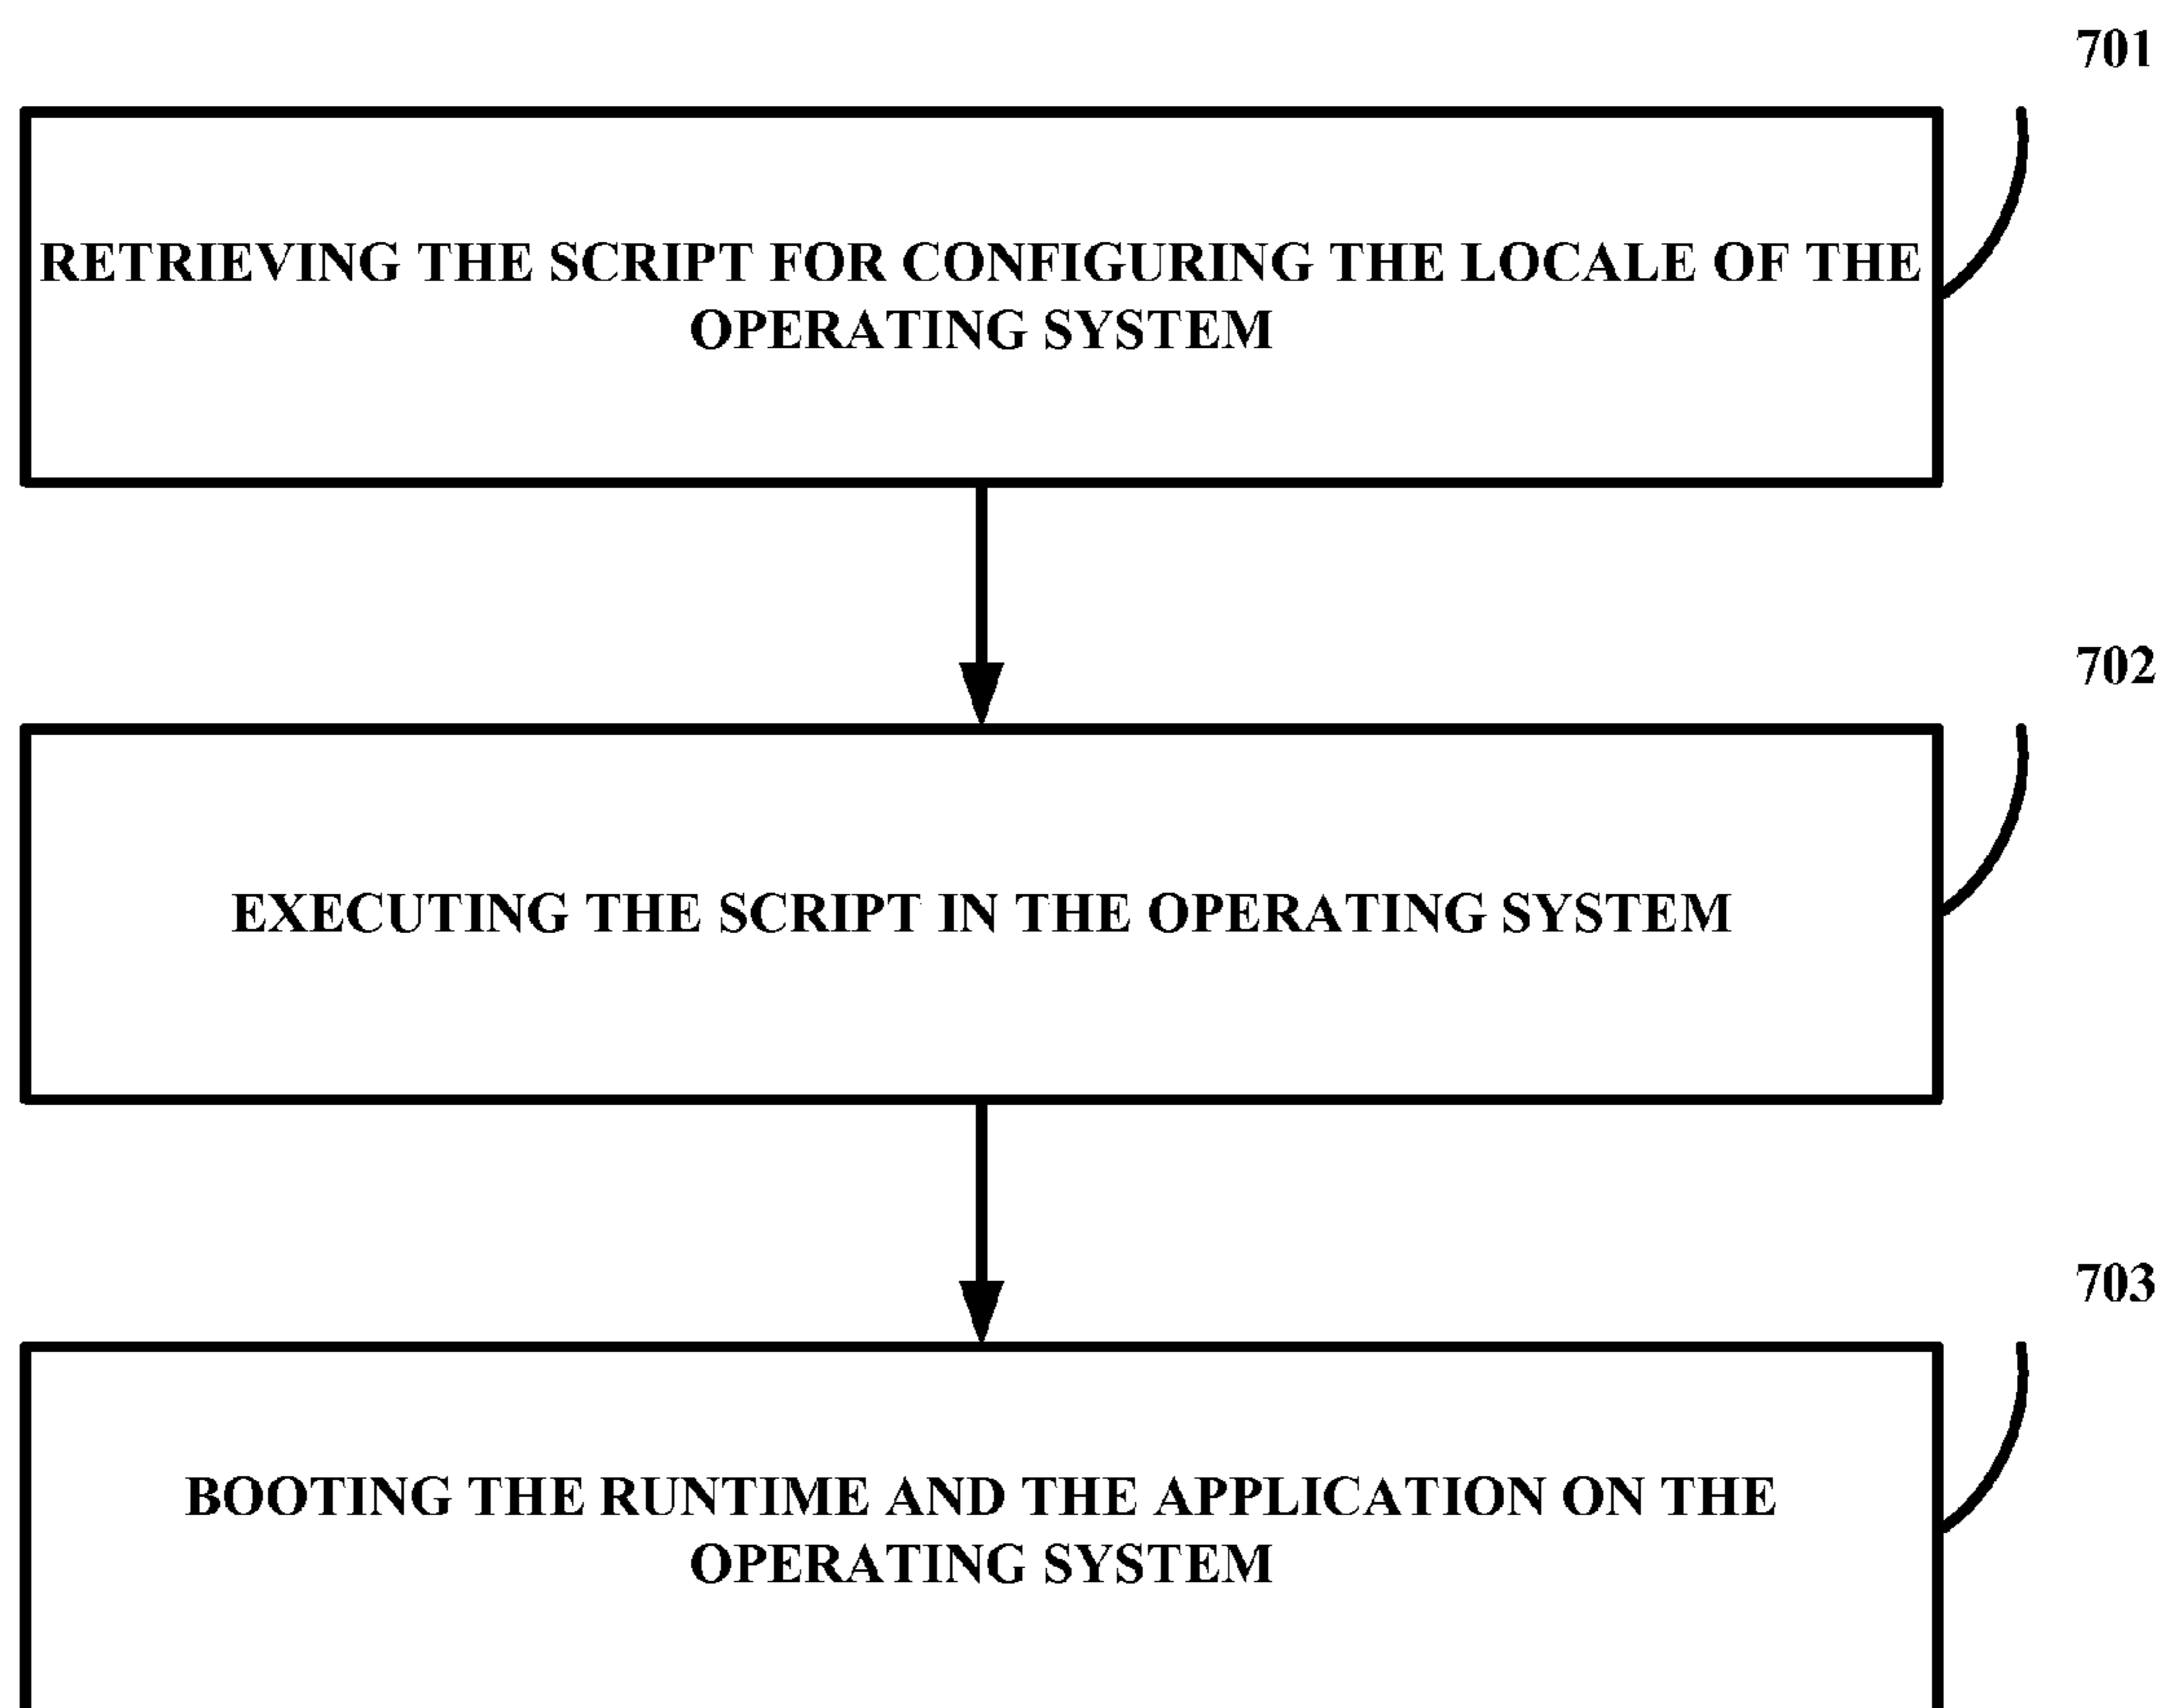 701
RETRIEVING THE SCRIPT FOR CONFIGURING THE LOCALE OF THE
OPERATING SYSTEM
702
EXECUTING THE SCRIPT IN THE OPERATING SYSTEM
703
BOOTING THE RUNTIME AND THE APPLICATION ON THE
OPERATING SYSTEM